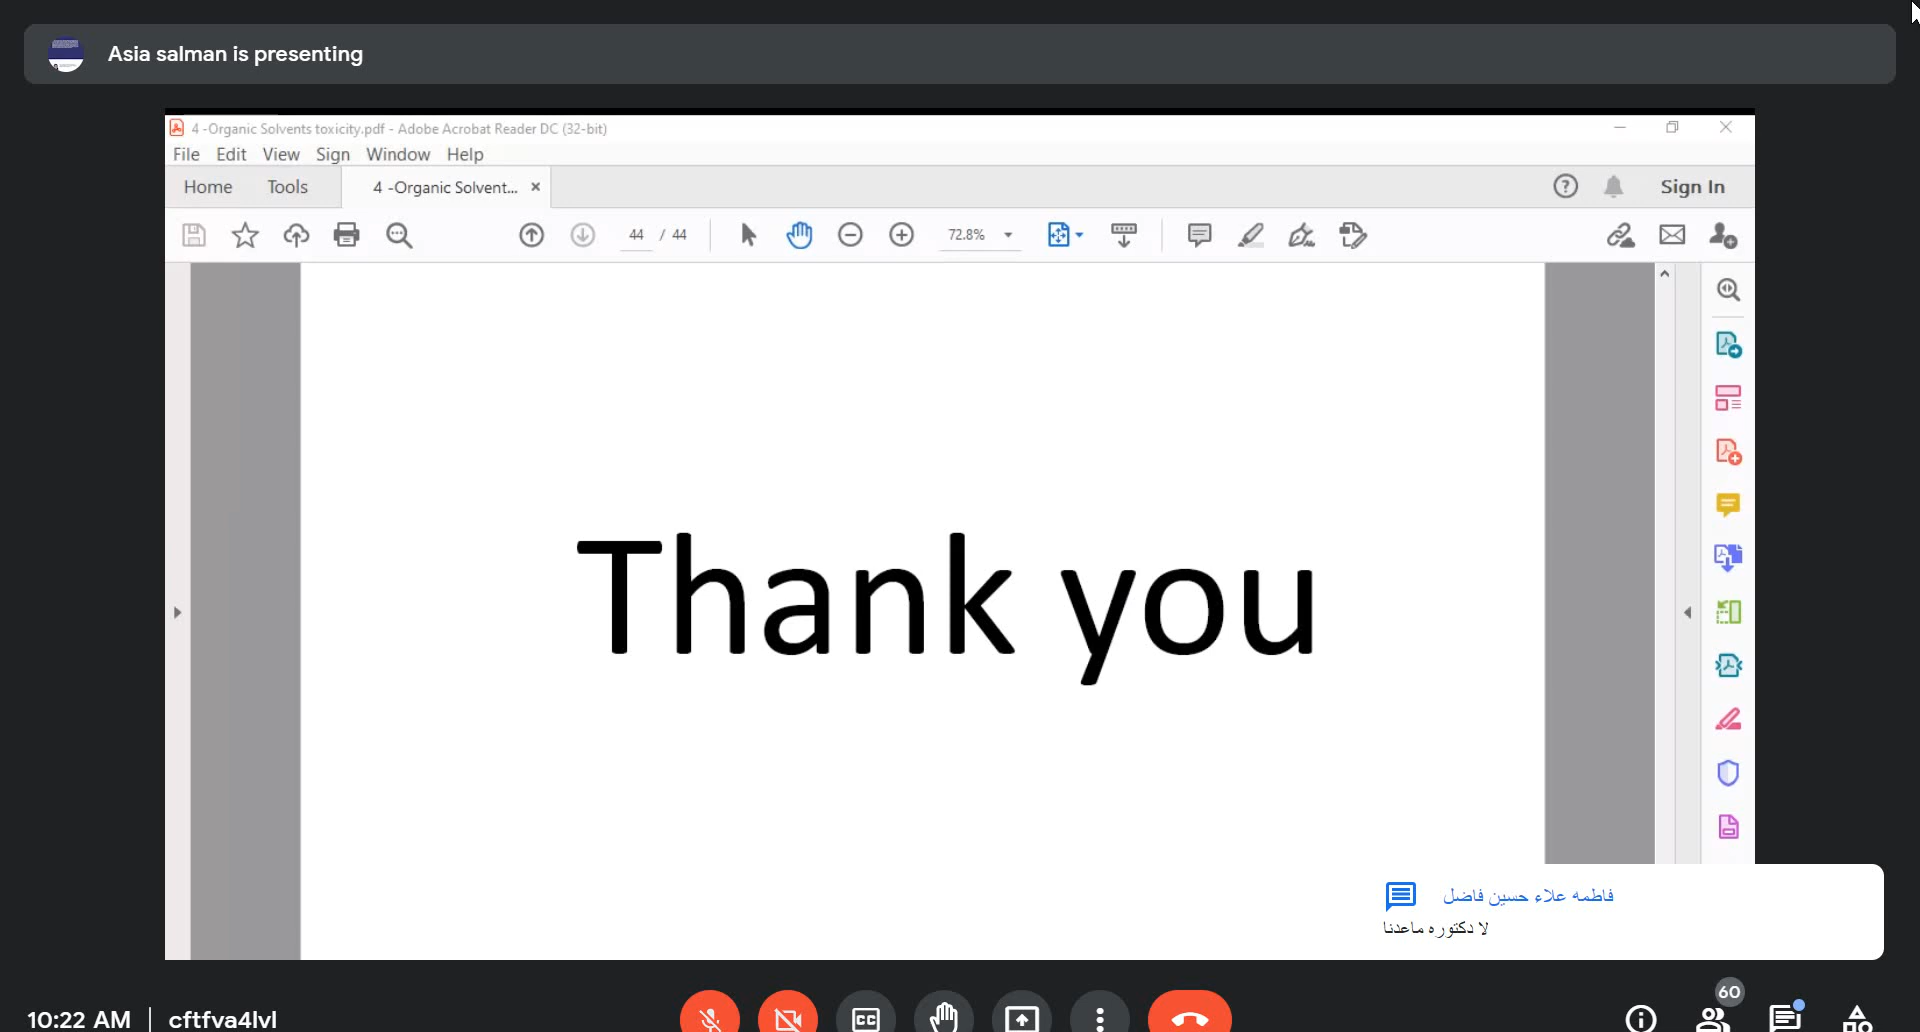 Asia salman is presenting
4 -Organic Solvents toxicity.pdf - Adobe Acrobat Reader DC (32-bit)
File Edit View Sign Window Help
Home Tools 4 -Organic Solvent... × Sign In
44 / 44 72.8%
Thank you
فاطمه علاء حسين فاضل
لا دكتوره ماعدنا
60
10:22 AM | cftfva4lvl
CC